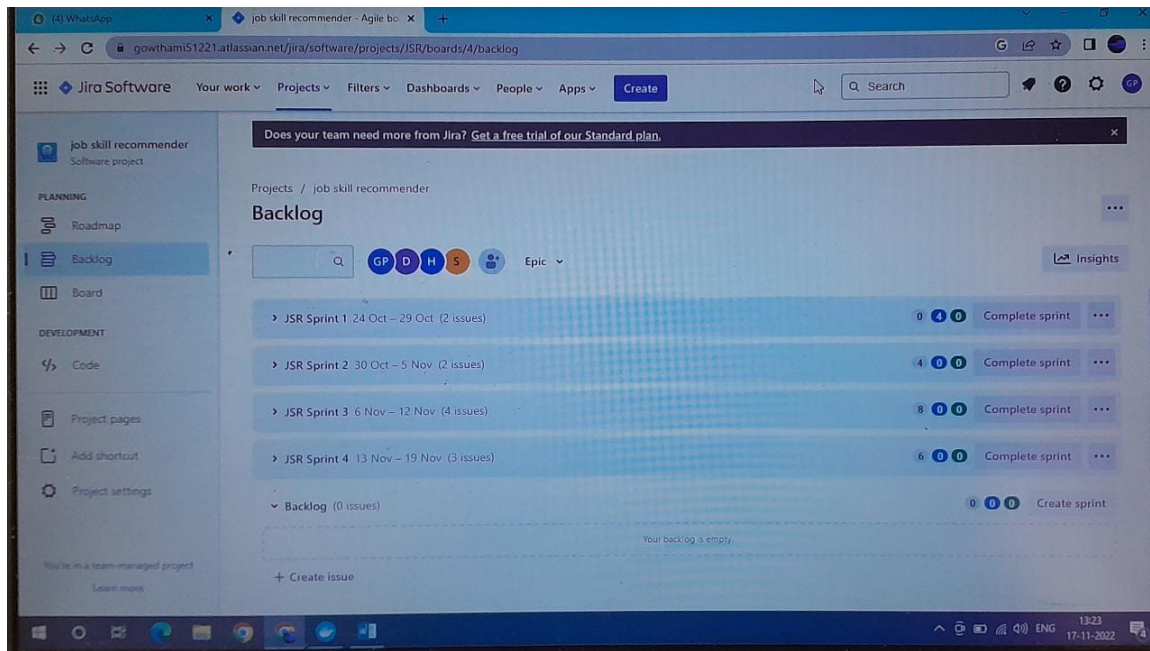 (4) WhatsApp
job skill recommender - Agile bo
gowthami51221.atlassian.net/jira/software/projects/JSR/boards/4/backlog
Jira Software Your work Projects Filters Dashboards People Apps Create Search GP
Does your team need more from Jira? Get a free trial of our Standard plan.
job skill recommender
Software project
PLANNING
Roadmap
Backlog
Board
DEVELOPMENT
Code
Project pages
Add shortcut
Project settings
You're in a team-managed project
Learn more
Projects / job skill recommender
Backlog
GP D H S Epic Insights
JSR Sprint 1 24 Oct – 29 Oct (2 issues) 0 4 0 Complete sprint
JSR Sprint 2 30 Oct – 5 Nov (2 issues) 4 0 0 Complete sprint
JSR Sprint 3 6 Nov – 12 Nov (4 issues) 8 0 0 Complete sprint
JSR Sprint 4 13 Nov – 19 Nov (3 issues) 6 0 0 Complete sprint
Backlog (0 issues) 0 0 0 Create sprint
Your backlog is empty.
+ Create issue
ENG 13:23
17-11-2022
4